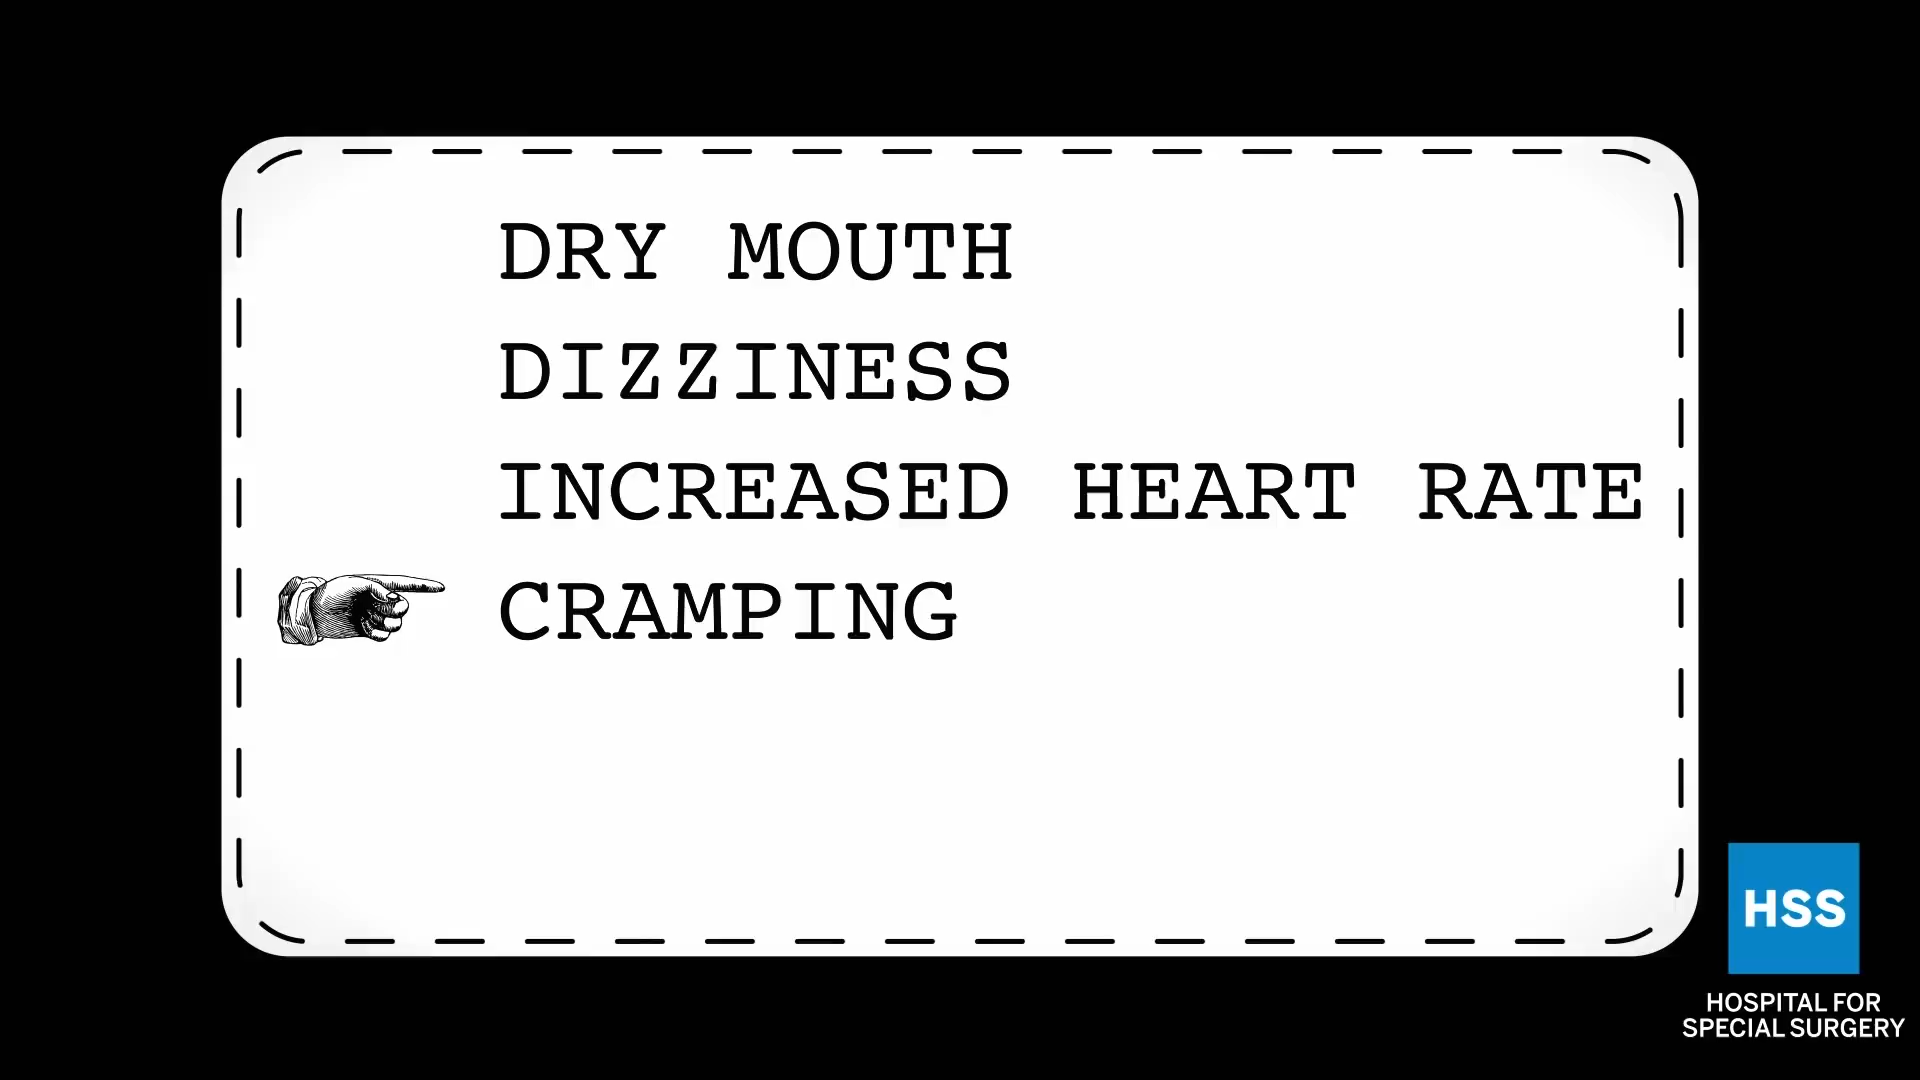 DRY MOUTH
DIZZINESS
INCREASED HEART RATE
CRAMPING
HSS
HOSPITAL FOR
SPECIAL SURGERY